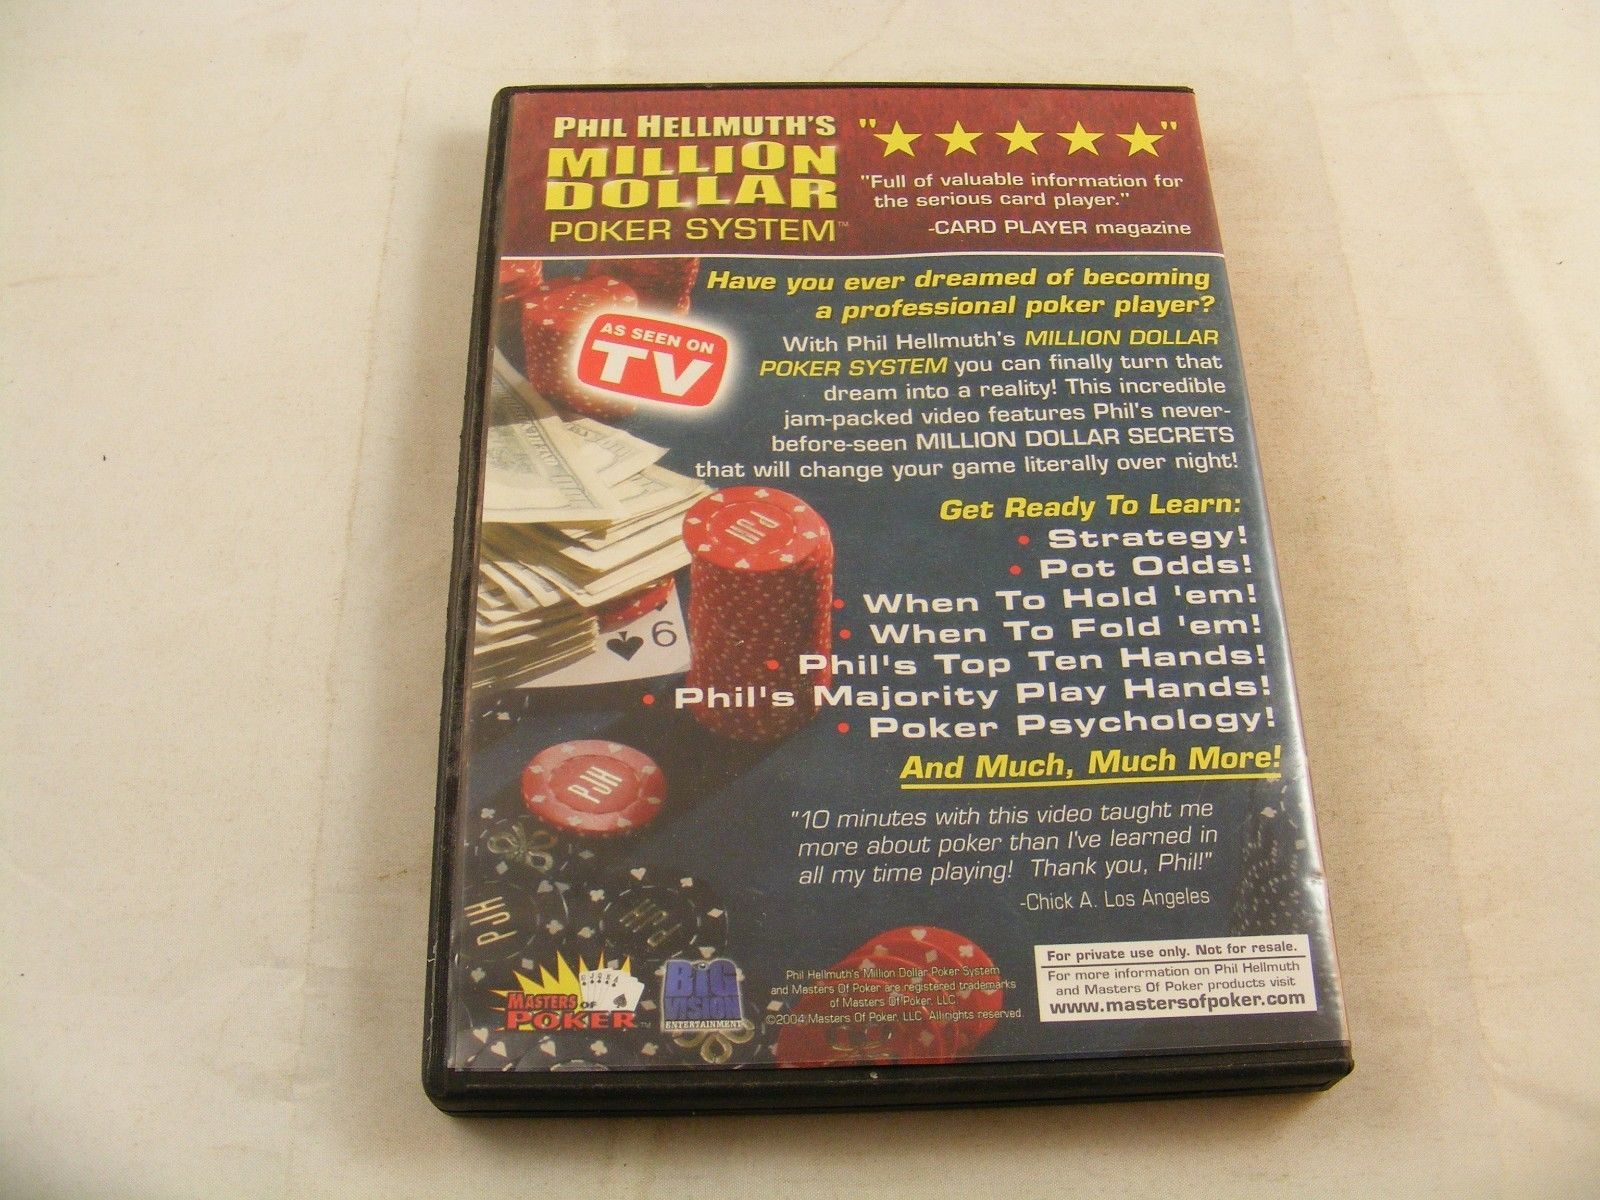 PHIL HELLMUTH'S
MILLION
DOLLAR
POKER SYSTEM™
"★★★★★"
"Full of valuable information for
the serious card player."
-CARD PLAYER magazine
Have you ever dreamed of becoming
a professional poker player?
AS SEEN ON
TV
With Phil Hellmuth's MILLION DOLLAR
POKER SYSTEM you can finally turn that
dream into a reality! This incredible
jam-packed video features Phil's never-
before-seen MILLION DOLLAR SECRETS
that will change your game literally over night!
Get Ready To Learn:
• Strategy!
• Pot Odds!
• When To Hold 'em!
• When To Fold 'em!
• Phil's Top Ten Hands!
• Phil's Majority Play Hands!
• Poker Psychology!
And Much, Much More!
PJH
6
PJH
PJH
PJH
"10 minutes with this video taught me
more about poker than I've learned in
all my time playing! Thank you, Phil!"
-Chick A. Los Angeles
MASTERS OF
POKER™
BIG
VISION
ENTERTAINMENT
Phil Hellmuth's Million Dollar Poker System
and Masters Of Poker are registered trademarks
of Masters Of Poker, LLC.
©2004 Masters Of Poker, LLC. All rights reserved.
For private use only. Not for resale.
For more information on Phil Hellmuth
and Masters Of Poker products visit
www.mastersofpoker.com